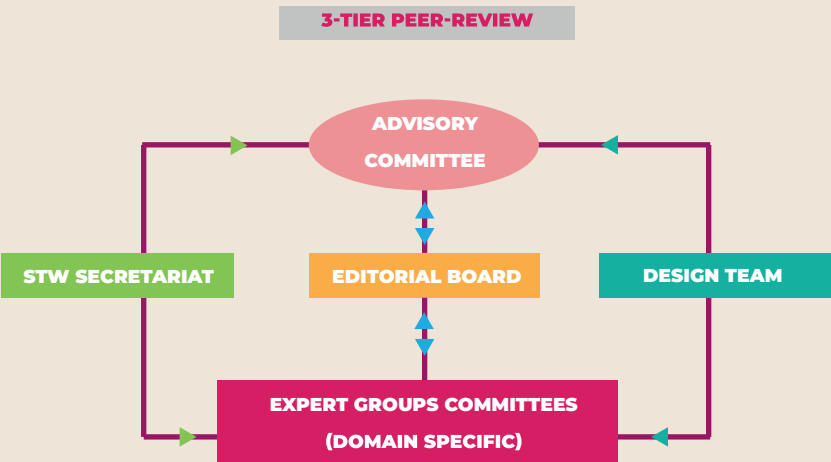 3-TIER PEER-REVIEW
ADVISORY
COMMITTEE
STW SECRETARIAT
EDITORIAL BOARD
DESIGN TEAM
EXPERT GROUPS COMMITTEES
(DOMAIN SPECIFIC)